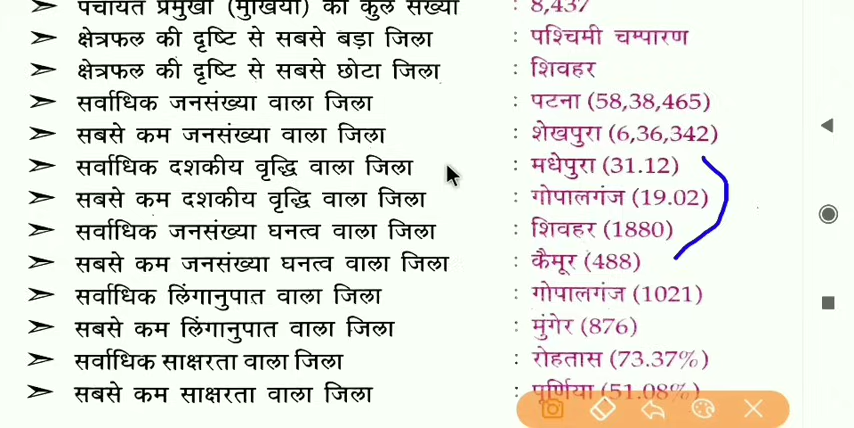 ➢ पंचायत प्रमुखों (मुखिया) की कुल संख्या : 8,437
➢ क्षेत्रफल की दृष्टि से सबसे बड़ा जिला : पश्चिमी चम्पारण
➢ क्षेत्रफल की दृष्टि से सबसे छोटा जिला : शिवहर
➢ सर्वाधिक जनसंख्या वाला जिला : पटना (58,38,465)
➢ सबसे कम जनसंख्या वाला जिला : शेखपुरा (6,36,342)
➢ सर्वाधिक दशकीय वृद्धि वाला जिला : मधेपुरा (31.12)
➢ सबसे कम दशकीय वृद्धि वाला जिला : गोपालगंज (19.02)
➢ सर्वाधिक जनसंख्या घनत्व वाला जिला : शिवहर (1880)
➢ सबसे कम जनसंख्या घनत्व वाला जिला : कैमूर (488)
➢ सर्वाधिक लिंगानुपात वाला जिला : गोपालगंज (1021)
➢ सबसे कम लिंगानुपात वाला जिला : मुंगेर (876)
➢ सर्वाधिक साक्षरता वाला जिला : रोहतास (73.37%)
➢ सबसे कम साक्षरता वाला जिला : पूर्णिया (51.08%)